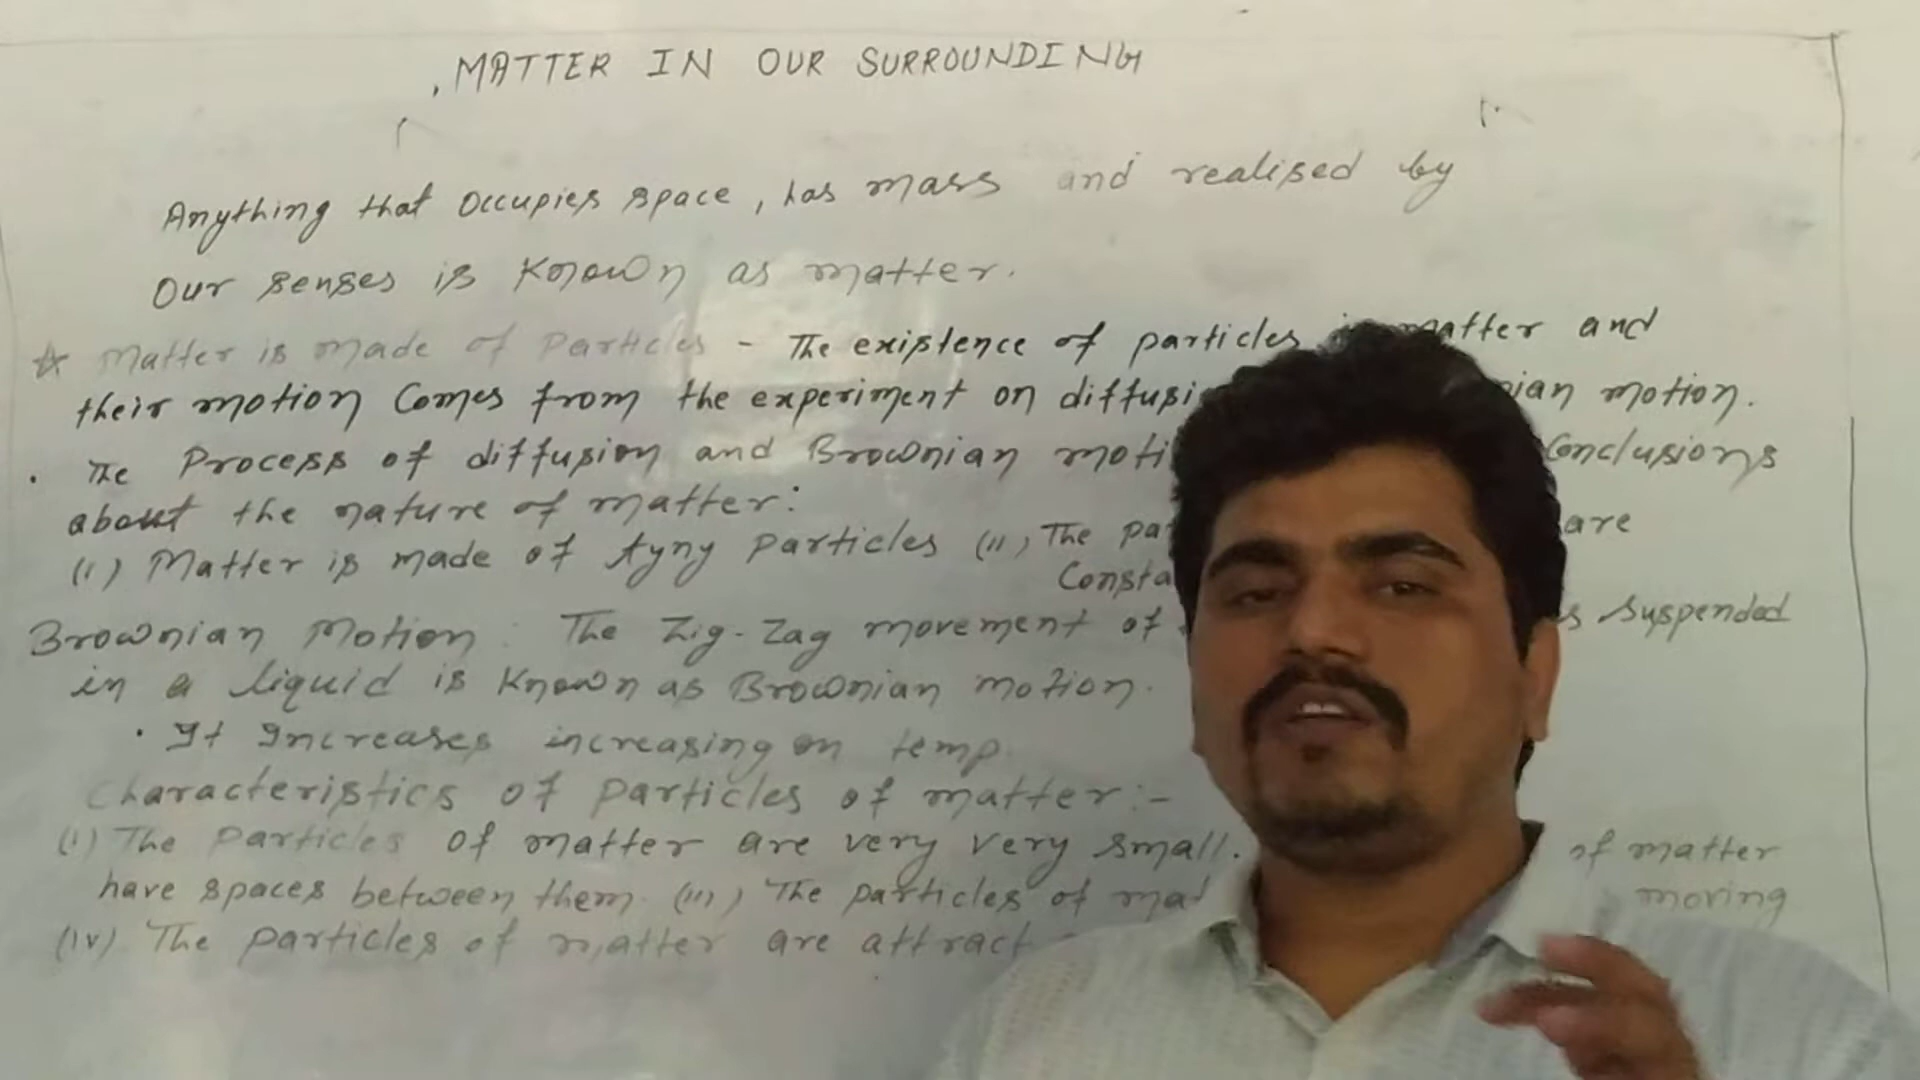 MATTER IN OUR SURROUNDING
Anything that occupies space, has mass and realised by
Our senses is Known as matter.
☆ Matter is made of Particles - The existence of particles matter and
their motion Comes from the experiment on motion.
. The Process of diffusion and Brownian Conclusions
about the nature of matter:
(i) Matter is made of tyny particles (ii) The are
Brownian Motion: The Zig-Zag movement of suspended
in a liquid is Known as Brownian motion.
. It Increases increasing on temp.
Characteristics of particles of matter:-
(i) The Particles of matter are very very small. of matter
have spaces between them. (iii) The particles of moving
(iv) The particles of matter are attract